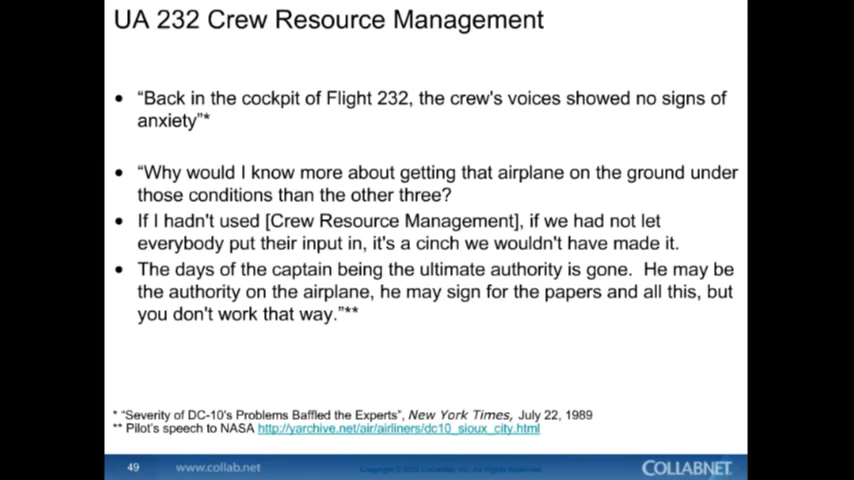 UA 232 Crew Resource Management
• “Back in the cockpit of Flight 232, the crew's voices showed no signs of
anxiety”*
• “Why would I know more about getting that airplane on the ground under
those conditions than the other three?
• If I hadn't used [Crew Resource Management], if we had not let
everybody put their input in, it's a cinch we wouldn't have made it.
• The days of the captain being the ultimate authority is gone.  He may be
the authority on the airplane, he may sign for the papers and all this, but
you don't work that way.”**
* “Severity of DC-10's Problems Baffled the Experts”, New York Times, July 22, 1989
** Pilot's speech to NASA http://yarchive.net/air/airliners/dc10_sioux_city.html
49 www.collab.net Copyright CollabNet, Inc. All Rights Reserved. COLLABNET